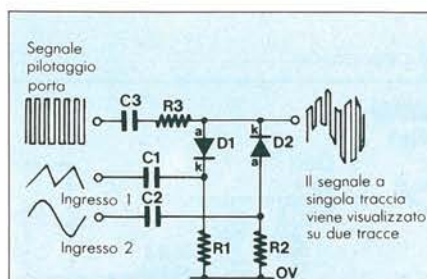 Segnale
pilotaggio
porta
C3
R3
a
D1
k
k
D2
a
C1
Ingresso 1
C2
Ingresso 2
R1
R2
OV
Il segnale a
singola traccia
viene visualizzato
su due tracce